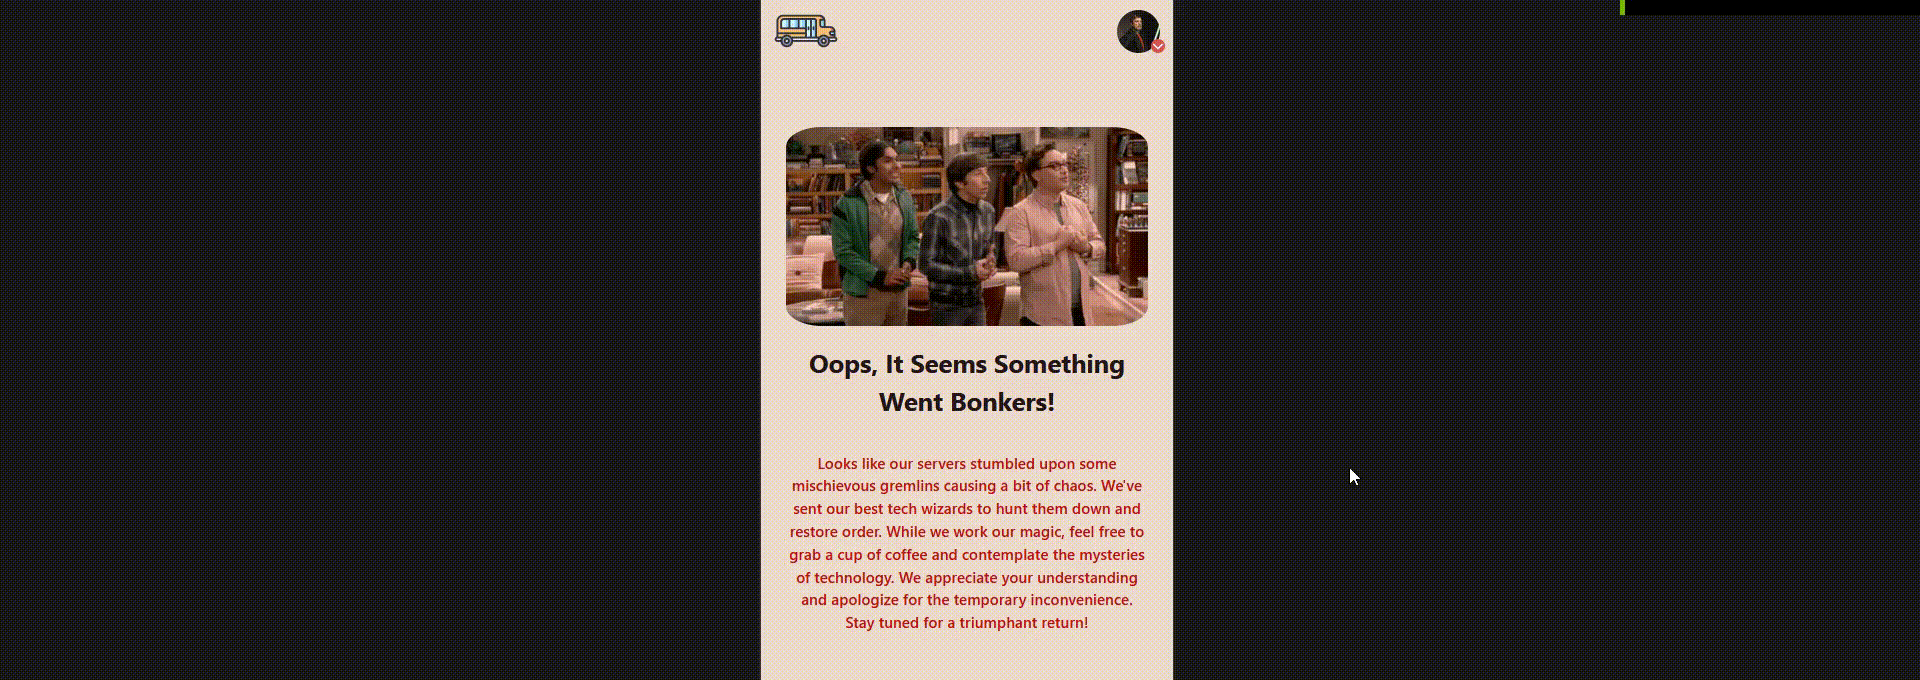 Oops, It Seems Something
Went Bonkers!
Looks like our servers stumbled upon some
mischievous gremlins causing a bit of chaos. We've
sent our best tech wizards to hunt them down and
restore order. While we work our magic, feel free to
grab a cup of coffee and contemplate the mysteries
of technology. We appreciate your understanding
and apologize for the temporary inconvenience.
Stay tuned for a triumphant return!